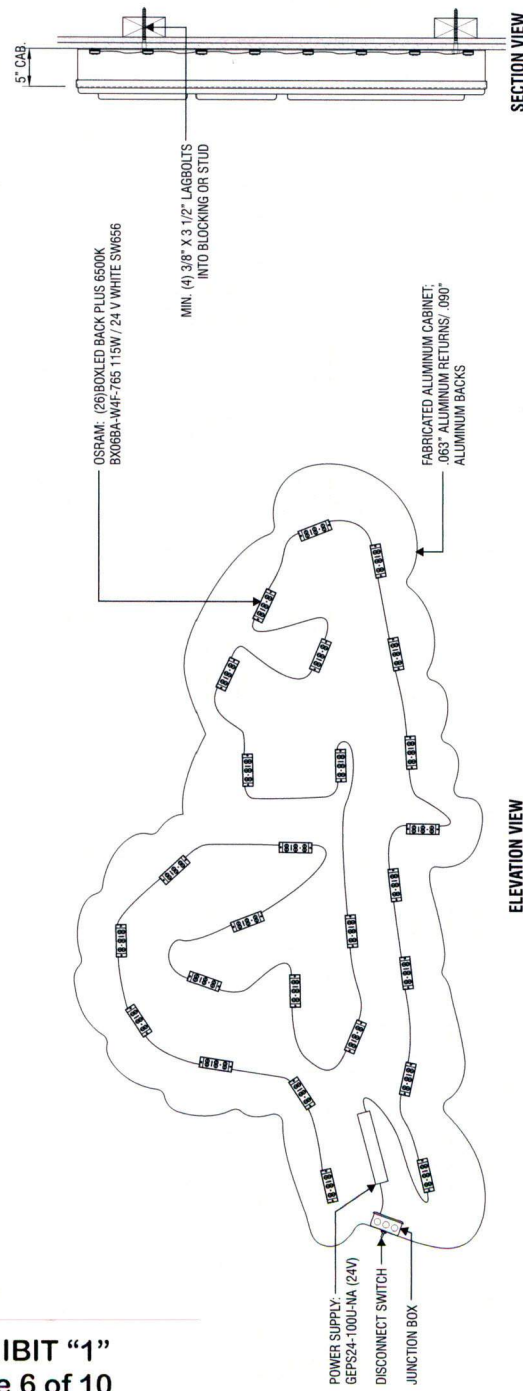 5" CAB.
SECTION VIEW
MIN. (4) 3/8" X 3 1/2" LAGBOLTS
INTO BLOCKING OR STUD
OSRAM: (26)BOXLED BACK PLUS 6500K
BX06BA-W4F-765 115W / 24 V WHITE SW656
FABRICATED ALUMINUM CABINET;
.063" ALUMINUM RETURNS/ .090"
ALUMINUM BACKS
ELEVATION VIEW
POWER SUPPLY:
GEPS24-100U-NA (24V)
DISCONNECT SWITCH
JUNCTION BOX
IBIT “1”
e 6 of 10